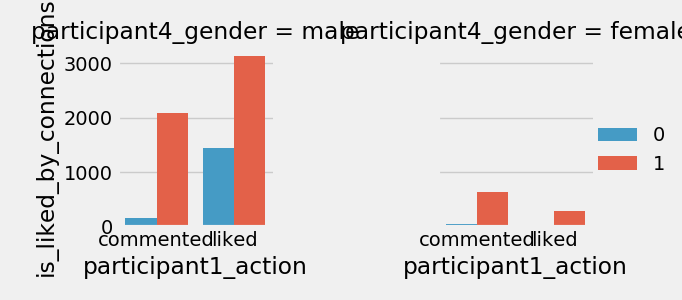 participant4_gender = male
participant4_gender = female
is_liked_by_connections
3000
2000
1000
0
commented liked
commented liked
participant1_action
participant1_action
0
1